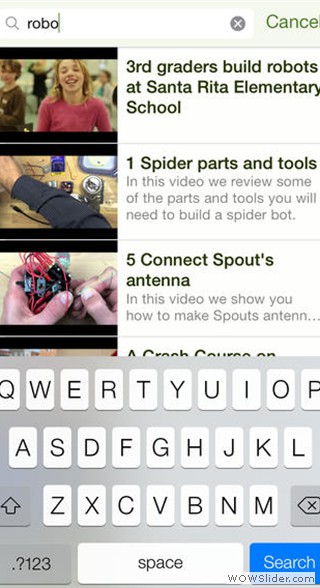 robo
Cancel
3rd graders build robots
at Santa Rita Elementary
School
1 Spider parts and tools
In this video we review some
of the parts and tools you will
need to build a spider bot.
5 Connect Spout's
antenna
In this video we show you
how to make Spouts antenn...
A Crash Course on
Q W E R T Y U I O P
A S D F G H J K L
Z X C V B N M
.?123 space Search
WOWSlider.com